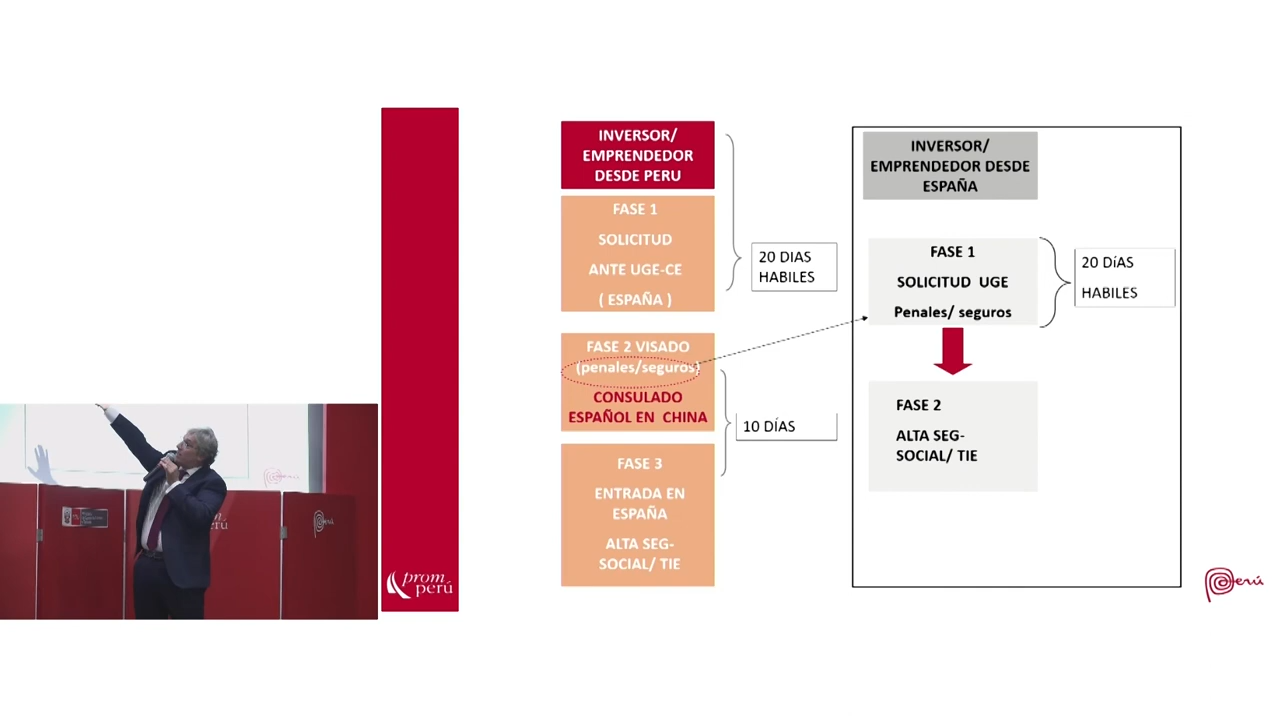 INVERSOR/
EMPRENDEDOR
DESDE PERU
FASE 1
SOLICITUD
ANTE UGE-CE
( ESPAÑA )
20 DIAS
HABILES
FASE 2 VISADO
(penales/seguros)
CONSULADO
ESPAÑOL EN CHINA
10 DÍAS
FASE 3
ENTRADA EN
ESPAÑA
ALTA SEG-
SOCIAL/ TIE
INVERSOR/
EMPRENDEDOR DESDE
ESPAÑA
FASE 1
SOLICITUD UGE
Penales/ seguros
20 DíAS
HABILES
FASE 2
ALTA SEG-
SOCIAL/ TIE
prom
perú
Perú
Perú